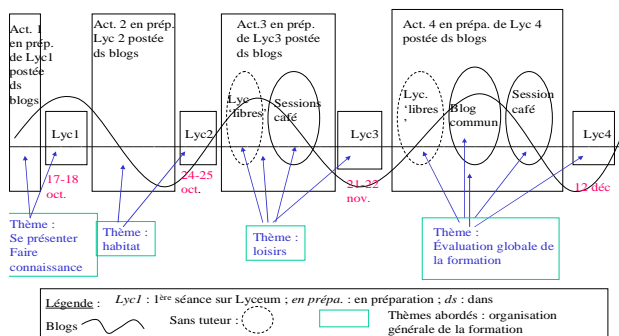 Act. 1
en prép.
de Lyc1
postée
ds
blogs
Act. 2 en prép.
Lyc 2 postée
ds blogs
Act.3 en prép.
de Lyc3 postée
ds blogs
Act. 4 en prépa. de Lyc 4
postée ds blogs
Lyc1
Lyc2
Lyc
‘libres’
Sessions
café
Lyc3
Lyc.
‘libres
’
Blog
commun
Session
café
Lyc4
17-18
oct.
24-25
oct.
21-22
nov.
12 déc
Thème :
Se présenter
Faire
connaissance
Thème :
habitat
Thème :
loisirs
Thème :
Évaluation globale de
la formation
Légende : Lyc1 : 1ère séance sur Lyceum ; en prépa. : en préparation ; ds : dans
Blogs
Sans tuteur :
Thèmes abordés : organisation
générale de la formation